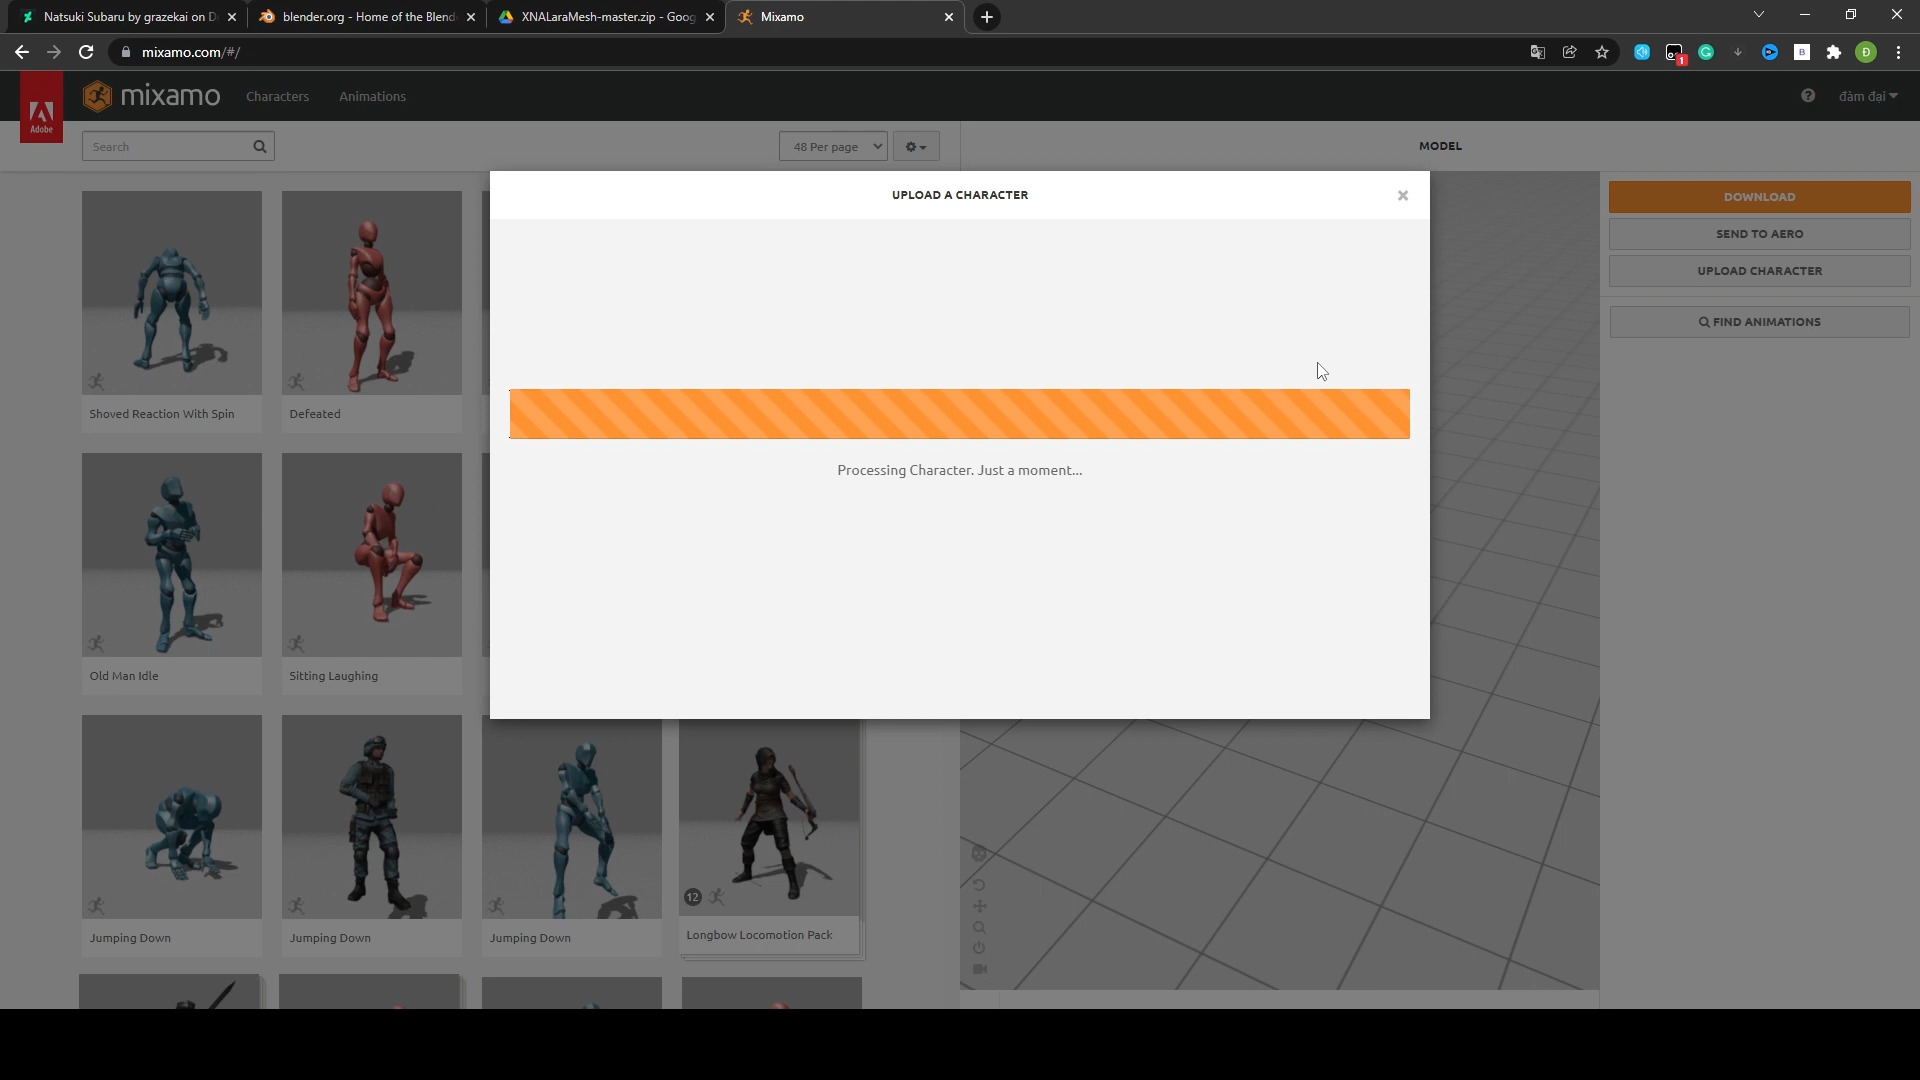 Natsuki Subaru by grazekai on D
blender.org - Home of the Blend
XNALaraMesh-master.zip - Goog
Mixamo
mixamo.com/#/
1
Đ
Adobe
mixamo
Characters
Animations
đàm đại
Search
48 Per page
MODEL
UPLOAD A CHARACTER
DOWNLOAD
SEND TO AERO
UPLOAD CHARACTER
FIND ANIMATIONS
Shoved Reaction With Spin
Defeated
Processing Character. Just a moment...
Old Man Idle
Sitting Laughing
12
Jumping Down
Jumping Down
Jumping Down
Longbow Locomotion Pack